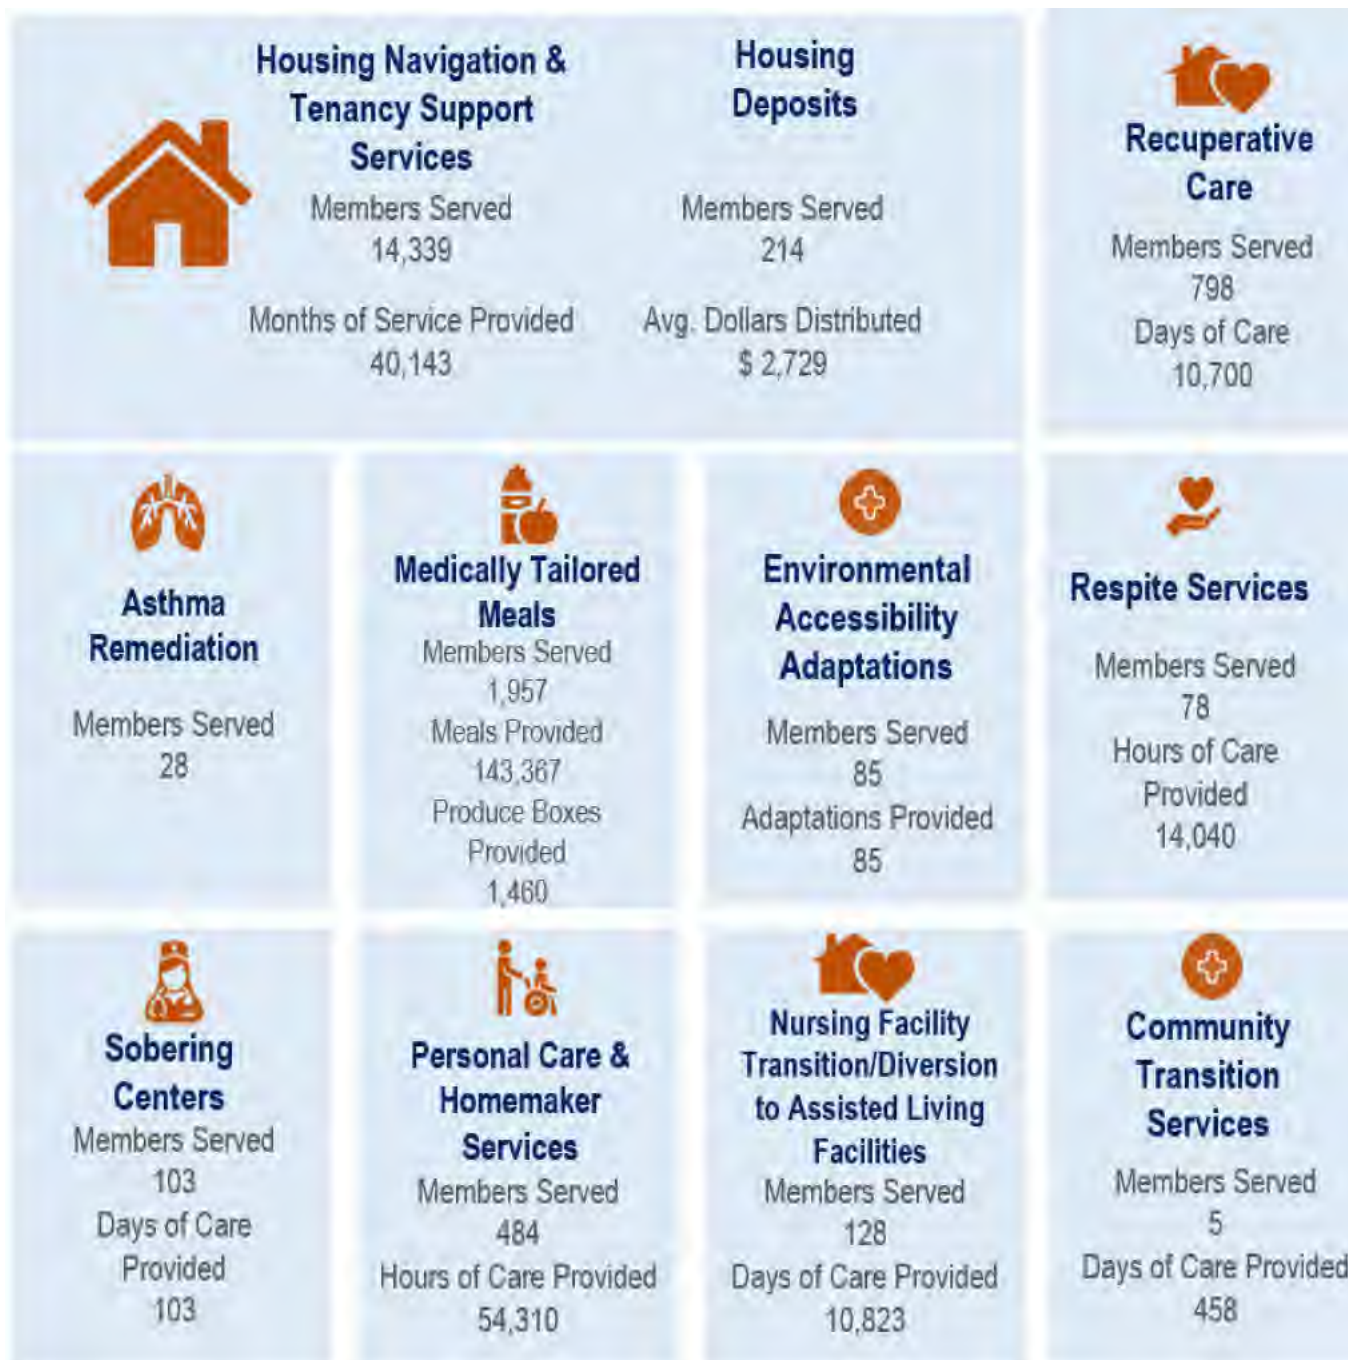 Housing Navigation &
Tenancy Support
Services
Members Served
14,339
Months of Service Provided
40,143
Housing
Deposits
Members Served
214
Avg. Dollars Distributed
$ 2,729
Recuperative
Care
Members Served
798
Days of Care
10,700
Asthma
Remediation
Members Served
28
Medically Tailored
Meals
Members Served
1,957
Meals Provided
143,367
Produce Boxes
Provided
1,460
Environmental
Accessibility
Adaptations
Members Served
85
Adaptations Provided
85
Respite Services
Members Served
78
Hours of Care
Provided
14,040
Sobering
Centers
Members Served
103
Days of Care
Provided
103
Personal Care &
Homemaker
Services
Members Served
484
Hours of Care Provided
54,310
Nursing Facility
Transition/Diversion
to Assisted Living
Facilities
Members Served
128
Days of Care Provided
10,823
Community
Transition
Services
Members Served
5
Days of Care Provided
458